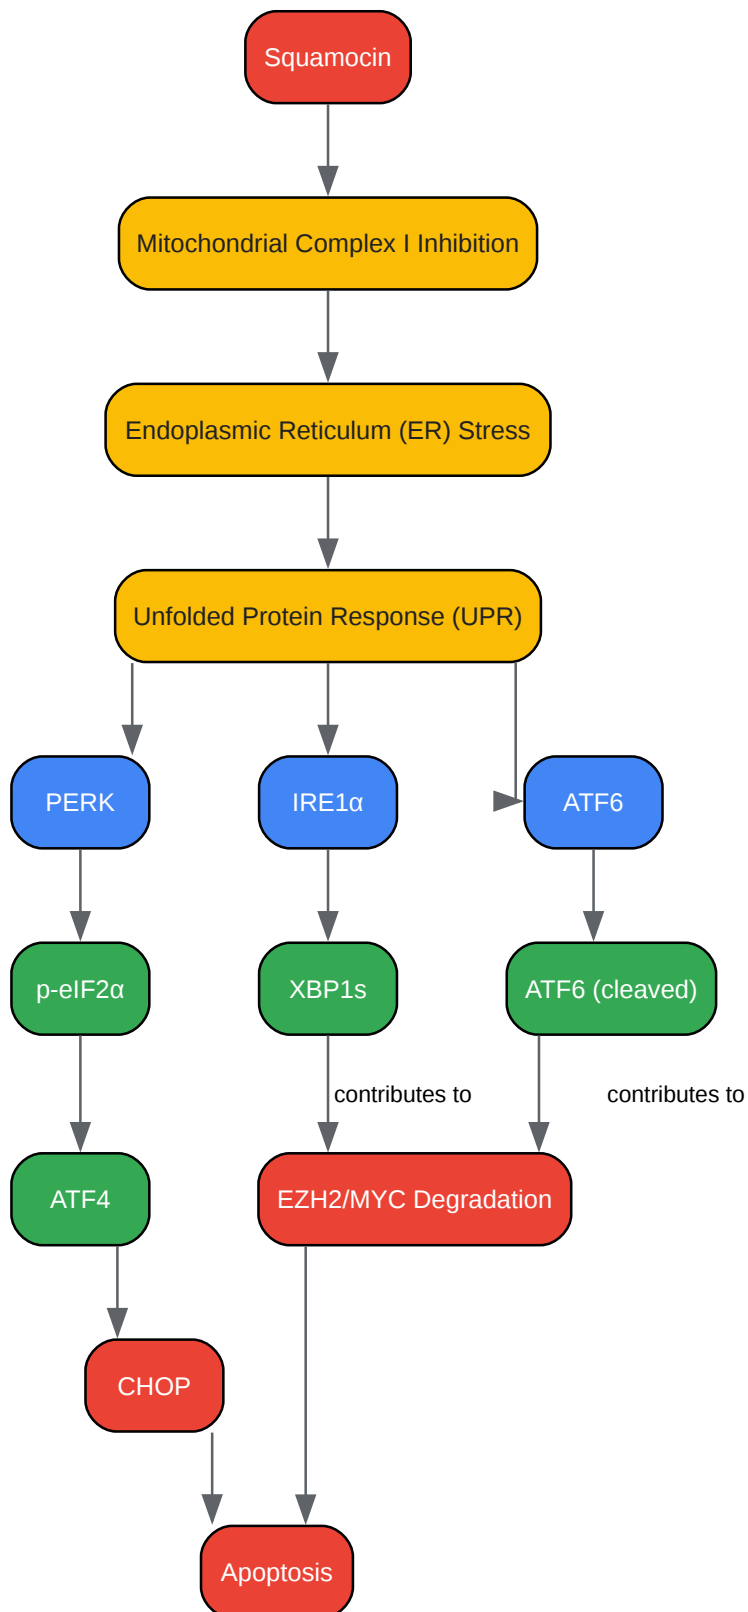 Squamocin
Mitochondrial Complex I Inhibition
Endoplasmic Reticulum (ER) Stress
Unfolded Protein Response (UPR)
PERK
IRE1α
ATF6
p-eIF2α
XBP1s
ATF6 (cleaved)
contributes to
contributes to
ATF4
EZH2/MYC Degradation
CHOP
Apoptosis